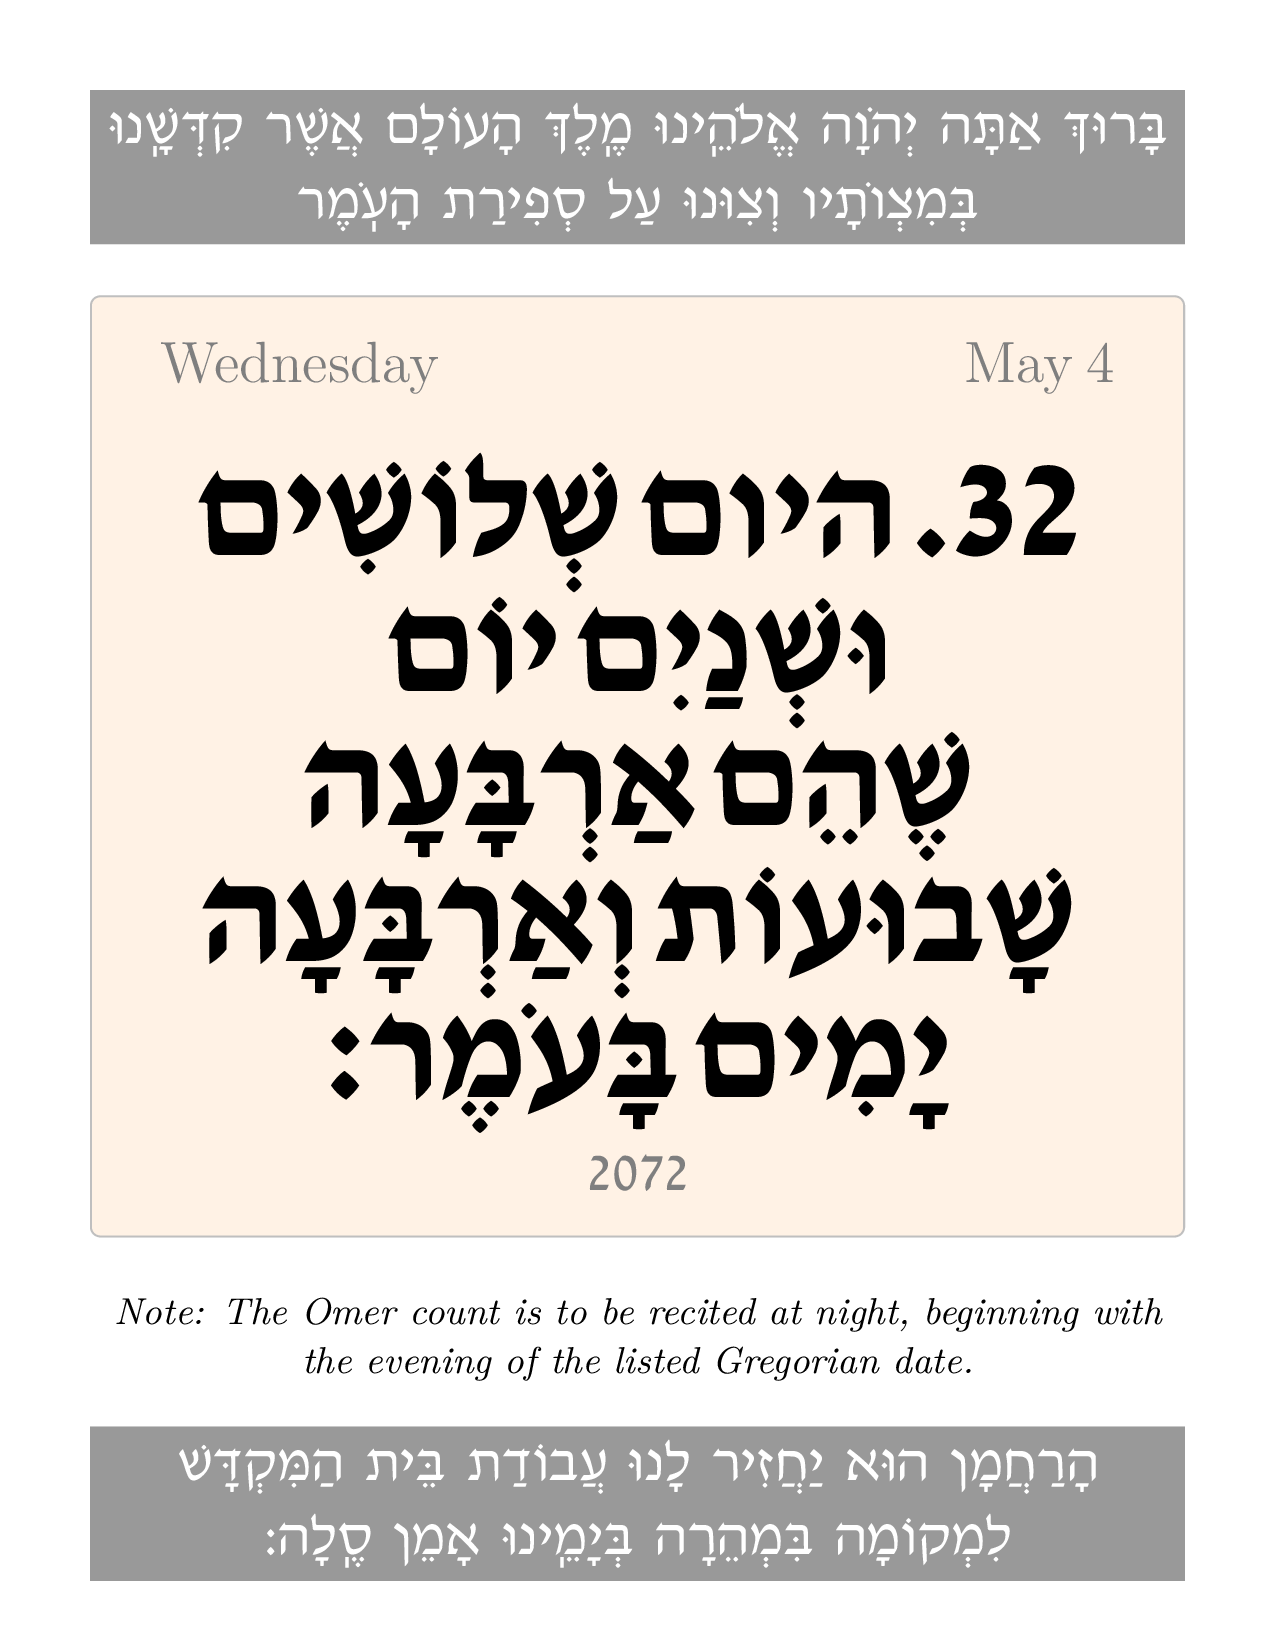 בָּרוּךְ אַתָּה יְהֹוָה אֱלֹהֵֽינוּ מֶֽלֶךְ הָעוֹלָם אֲשֶׁר קִדְּשָֽׁנוּ
בְּמִצְוֹתָיו וְצִוּנוּ עַל סְפִירַת הָעֹֽמֶר
Wednesday May 4
32. היום שְׁלוֹשִׁים
וּשְׁנַיִם יוֹם
שֶׁהֵם אַרְבָּעָה
שָׁבוּעוֹת וְאַרְבָּעָה
יָמִים בָּעֹמֶר:
2072
Note: The Omer count is to be recited at night, beginning with
the evening of the listed Gregorian date.
הָרַחֲמָן הוּא יַחֲזִיר לָנוּ עֲבוֹדַת בֵּית הַמִּקְדָּשׁ
לִמְקוֹמָהּ בִּמְהֵרָה בְּיָמֵֽינוּ אָמֵן סֶֽלָה: